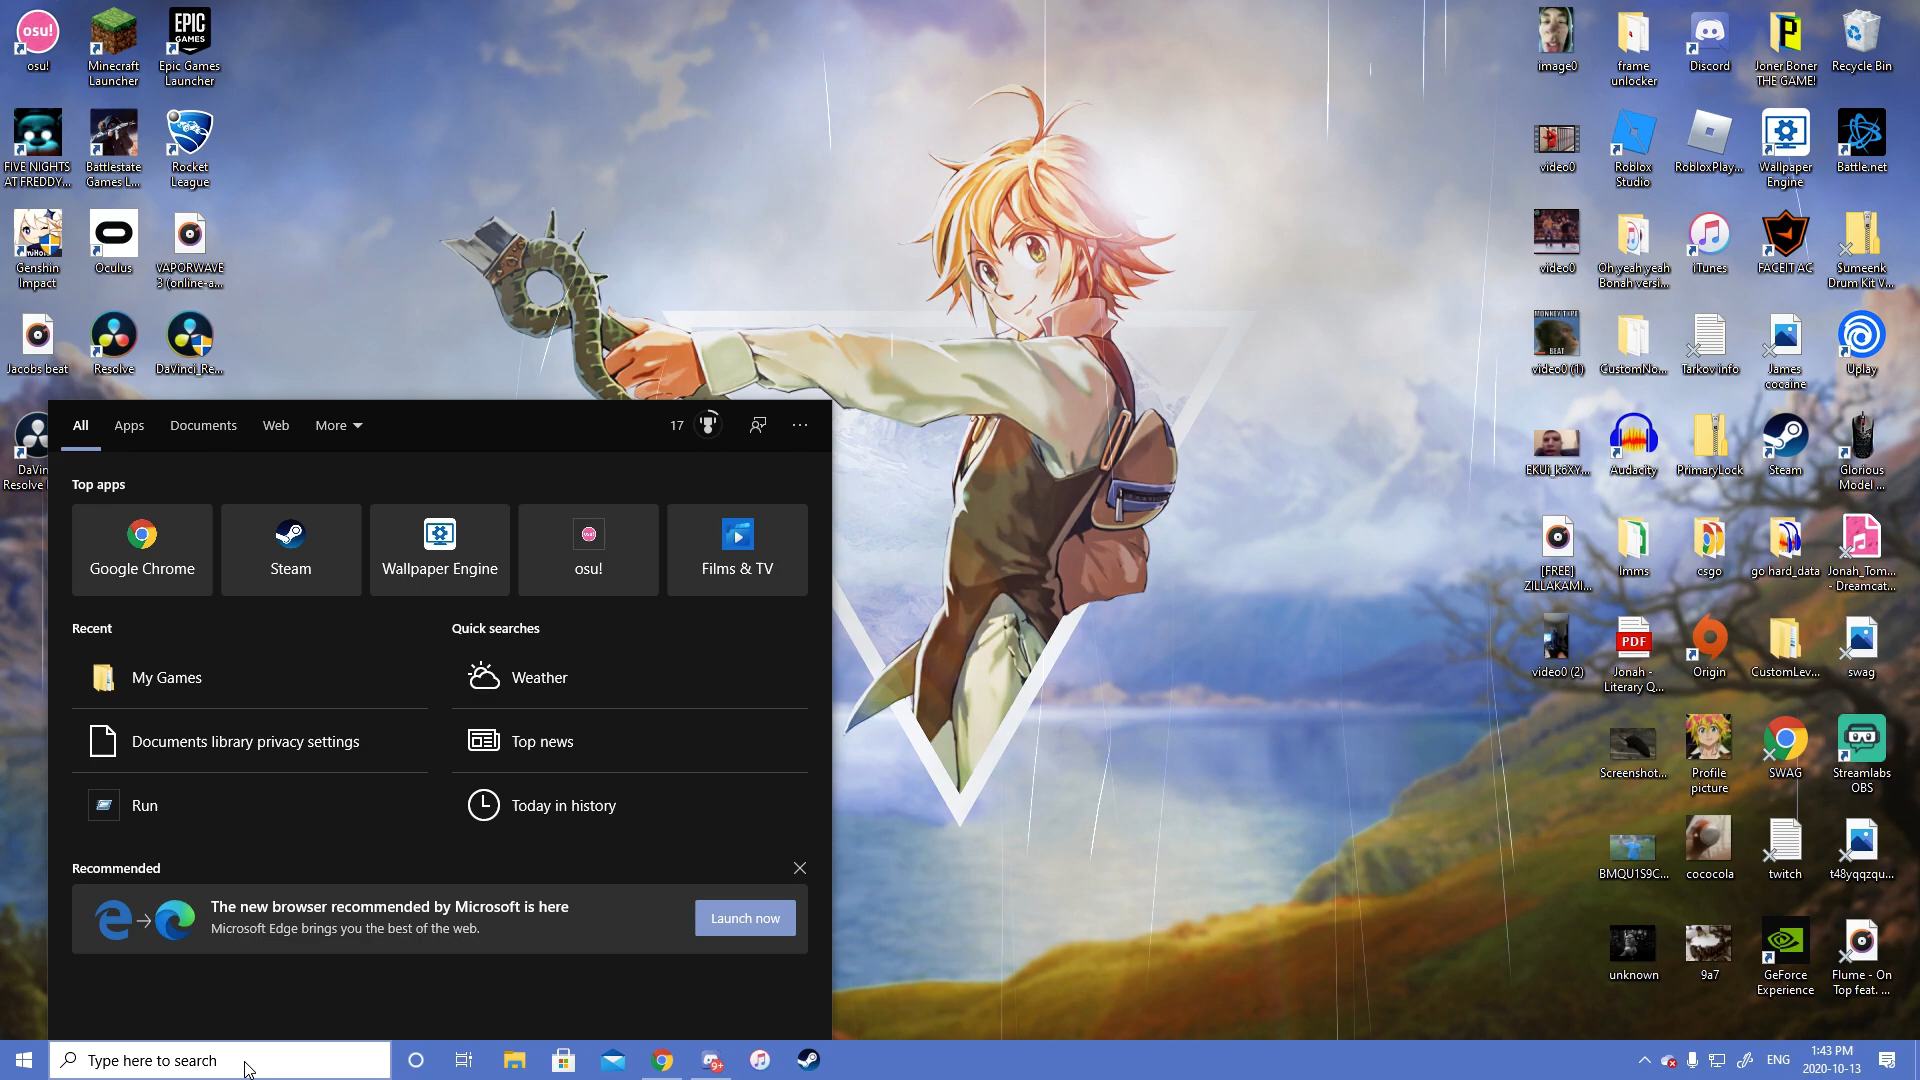 osu!
Minecraft
Launcher
EPIC
GAMES
Epic Games
Launcher
FIVE NIGHTS
AT FREDDY...
Battlestate
Games L...
Rocket
League
Genshin
Impact
Oculus
VAPORWAVE
3 (online-a...
Jacobs beat
Resolve
DaVinci_Re...
image0
frame
unlocker
Discord
Joner Boner
THE GAME!
Recycle Bin
video0
Roblox
Studio
RobloxPlay...
Wallpaper
Engine
Battle.net
video0
Oh yeah yeah
Bonah versi...
iTunes
FACEIT AC
Sumeenk
Drum Kit V...
MONKEY TYPE
BEAT
video0 (1)
CustomNo...
Tarkov info
James
cocaine
Uplay
EKUi_k6XY...
Audacity
PrimaryLock
Steam
Glorious
Model ...
[FREE]
ZILLAKAMI...
lmms
csgo
go hard_data
Jonah_Tom...
- Dreamcat...
video0 (2)
PDF
Jonah -
Literary Q...
Origin
CustomLev...
swag
Screenshot...
Profile
picture
SWAG
Streamlabs
OBS
BMQU1S9C...
cococola
twitch
t48yqqzqu...
unknown
9a7
GeForce
Experience
Flume - On
Top feat. ...
All
Apps
Documents
Web
More
17
Top apps
Google Chrome
Steam
Wallpaper Engine
osu!
Films & TV
Recent
Quick searches
My Games
Weather
Documents library privacy settings
Top news
Run
Today in history
Recommended
The new browser recommended by Microsoft is here
Microsoft Edge brings you the best of the web.
Launch now
Type here to search
9+
ENG
1:43 PM
2020-10-13